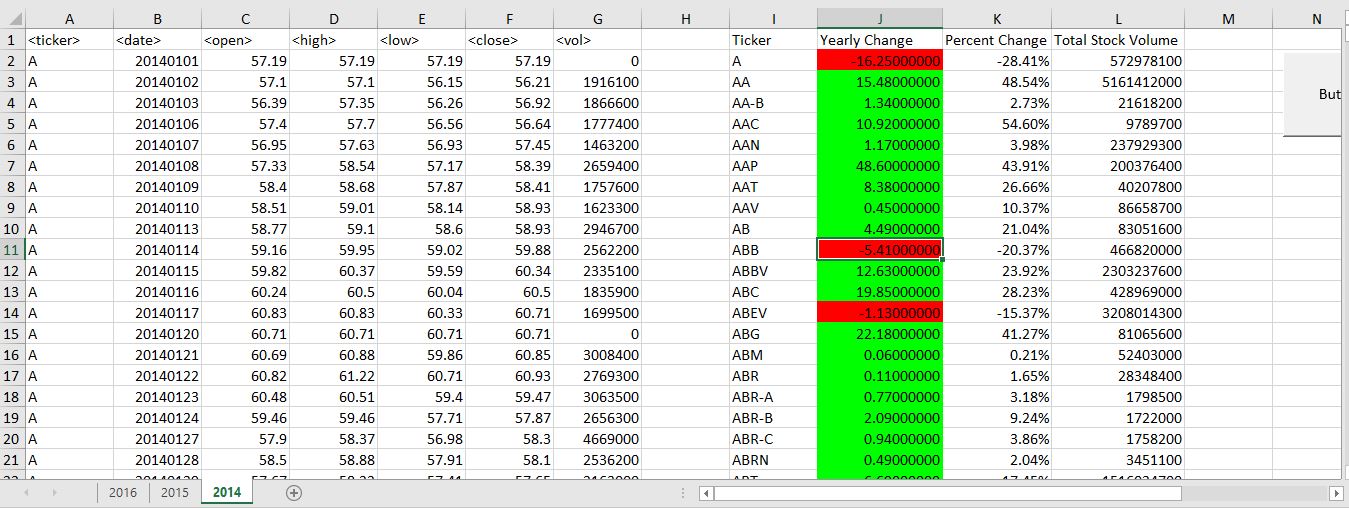 A B C D E F G H I J K L M N
1 <ticker> <date> <open> <high> <low> <close> <vol> Ticker Yearly Change Percent Change Total Stock Volume
2 A 20140101 57.19 57.19 57.19 57.19 0 A -16.25000000 -28.41% 572978100
3 A 20140102 57.1 57.1 56.15 56.21 1916100 AA 15.48000000 48.54% 5161412000
4 A 20140103 56.39 57.35 56.26 56.92 1866600 AA-B 1.34000000 2.73% 21618200
But
5 A 20140106 57.4 57.7 56.56 56.64 1777400 AAC 10.92000000 54.60% 9789700
6 A 20140107 56.95 57.63 56.93 57.45 1463200 AAN 1.17000000 3.98% 237929300
7 A 20140108 57.33 58.54 57.17 58.39 2659400 AAP 48.60000000 43.91% 200376400
8 A 20140109 58.4 58.68 57.87 58.41 1757600 AAT 8.38000000 26.66% 40207800
9 A 20140110 58.51 59.01 58.14 58.93 1623300 AAV 0.45000000 10.37% 86658700
10 A 20140113 58.77 59.1 58.6 58.93 2946700 AB 4.49000000 21.04% 83051600
11 A 20140114 59.16 59.95 59.02 59.88 2562200 ABB -5.41000000 -20.37% 466820000
12 A 20140115 59.82 60.37 59.59 60.34 2335100 ABBV 12.63000000 23.92% 2303237600
13 A 20140116 60.24 60.5 60.04 60.5 1835900 ABC 19.85000000 28.23% 428969000
14 A 20140117 60.83 60.83 60.33 60.71 1699500 ABEV -1.13000000 -15.37% 3208014300
15 A 20140120 60.71 60.71 60.71 60.71 0 ABG 22.18000000 41.27% 81065600
16 A 20140121 60.69 60.88 59.86 60.85 3008400 ABM 0.06000000 0.21% 52403000
17 A 20140122 60.82 61.22 60.71 60.93 2769300 ABR 0.11000000 1.65% 28348400
18 A 20140123 60.48 60.51 59.4 59.47 3063500 ABR-A 0.77000000 3.18% 1798500
19 A 20140124 59.46 59.46 57.71 57.87 2656300 ABR-B 2.09000000 9.24% 1722000
20 A 20140127 57.9 58.37 56.98 58.3 4669000 ABR-C 0.94000000 3.86% 1758200
21 A 20140128 58.5 58.88 57.91 58.1 2536200 ABRN 0.49000000 2.04% 3451100
2016 2015 2014